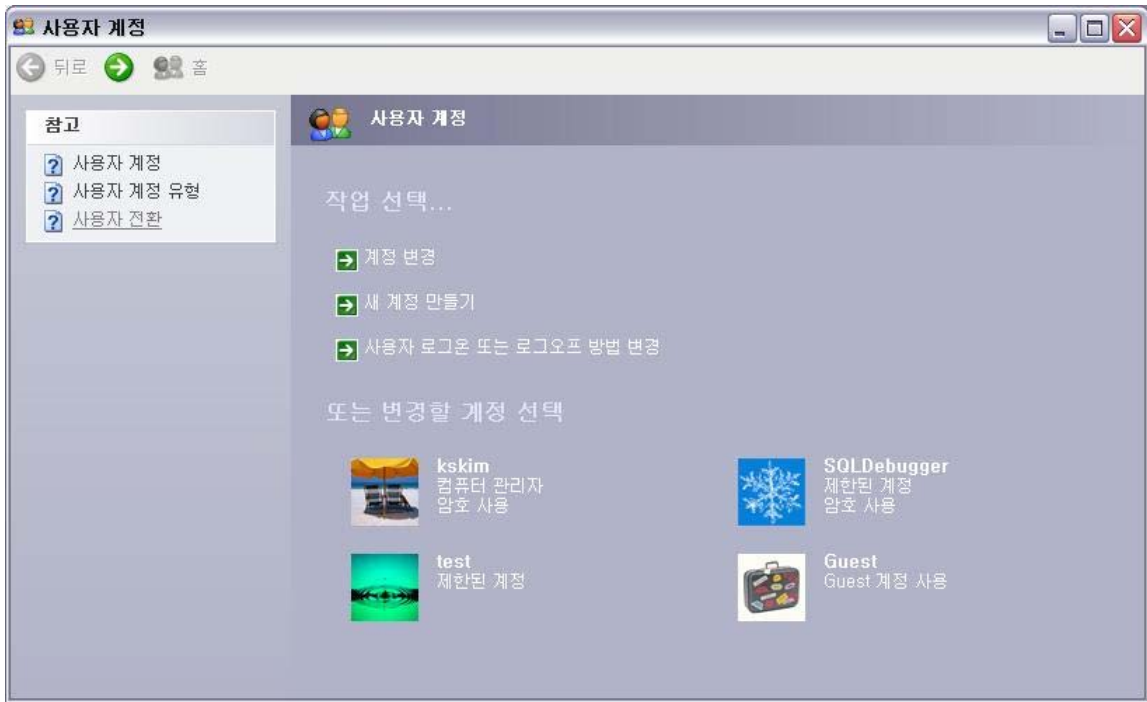 사용자 계정
뒤로 홈
참고
사용자 계정
사용자 계정 유형
사용자 전환
사용자 계정
작업 선택...
계정 변경
새 계정 만들기
사용자 로그온 또는 로그오프 방법 변경
또는 변경할 계정 선택
kskim
컴퓨터 관리자
암호 사용
SQLDebugger
제한된 계정
암호 사용
test
제한된 계정
Guest
Guest 계정 사용